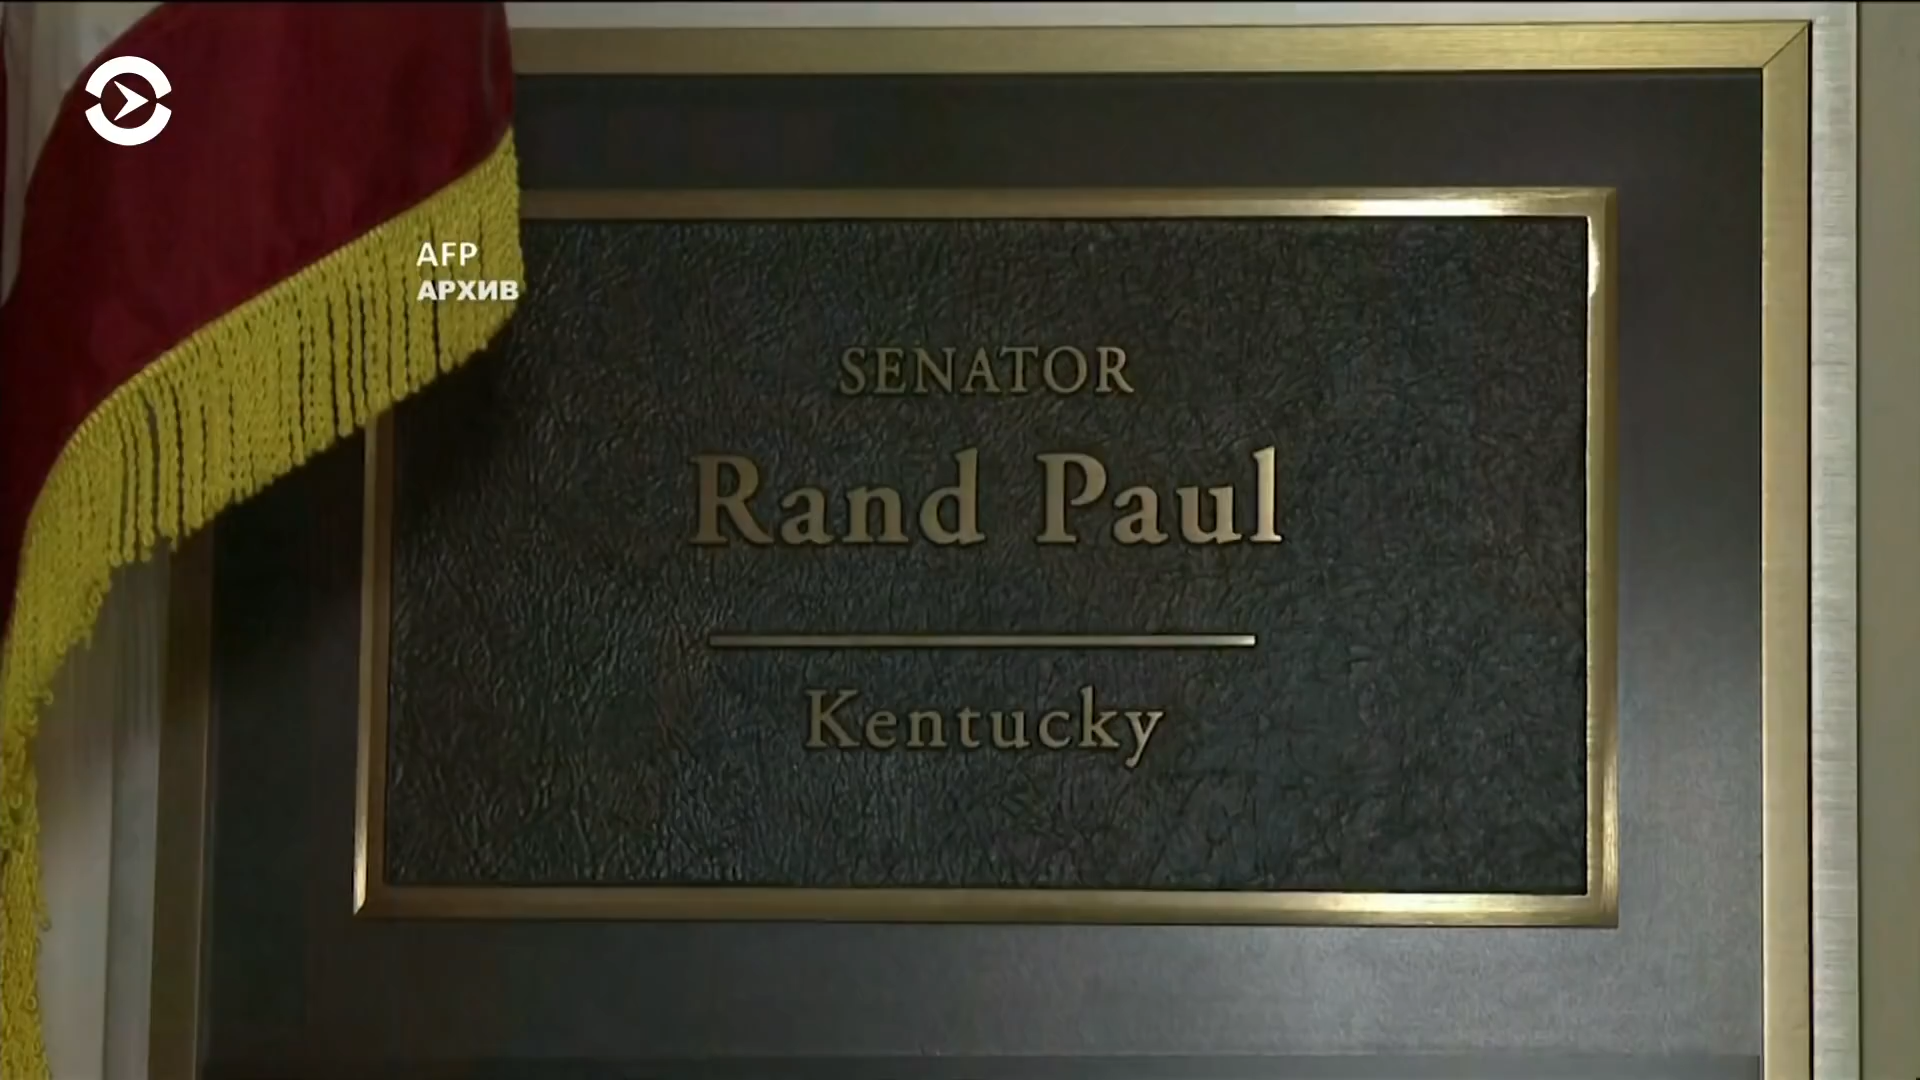 AFP
АРХИВ
SENATOR
Rand Paul
Kentucky